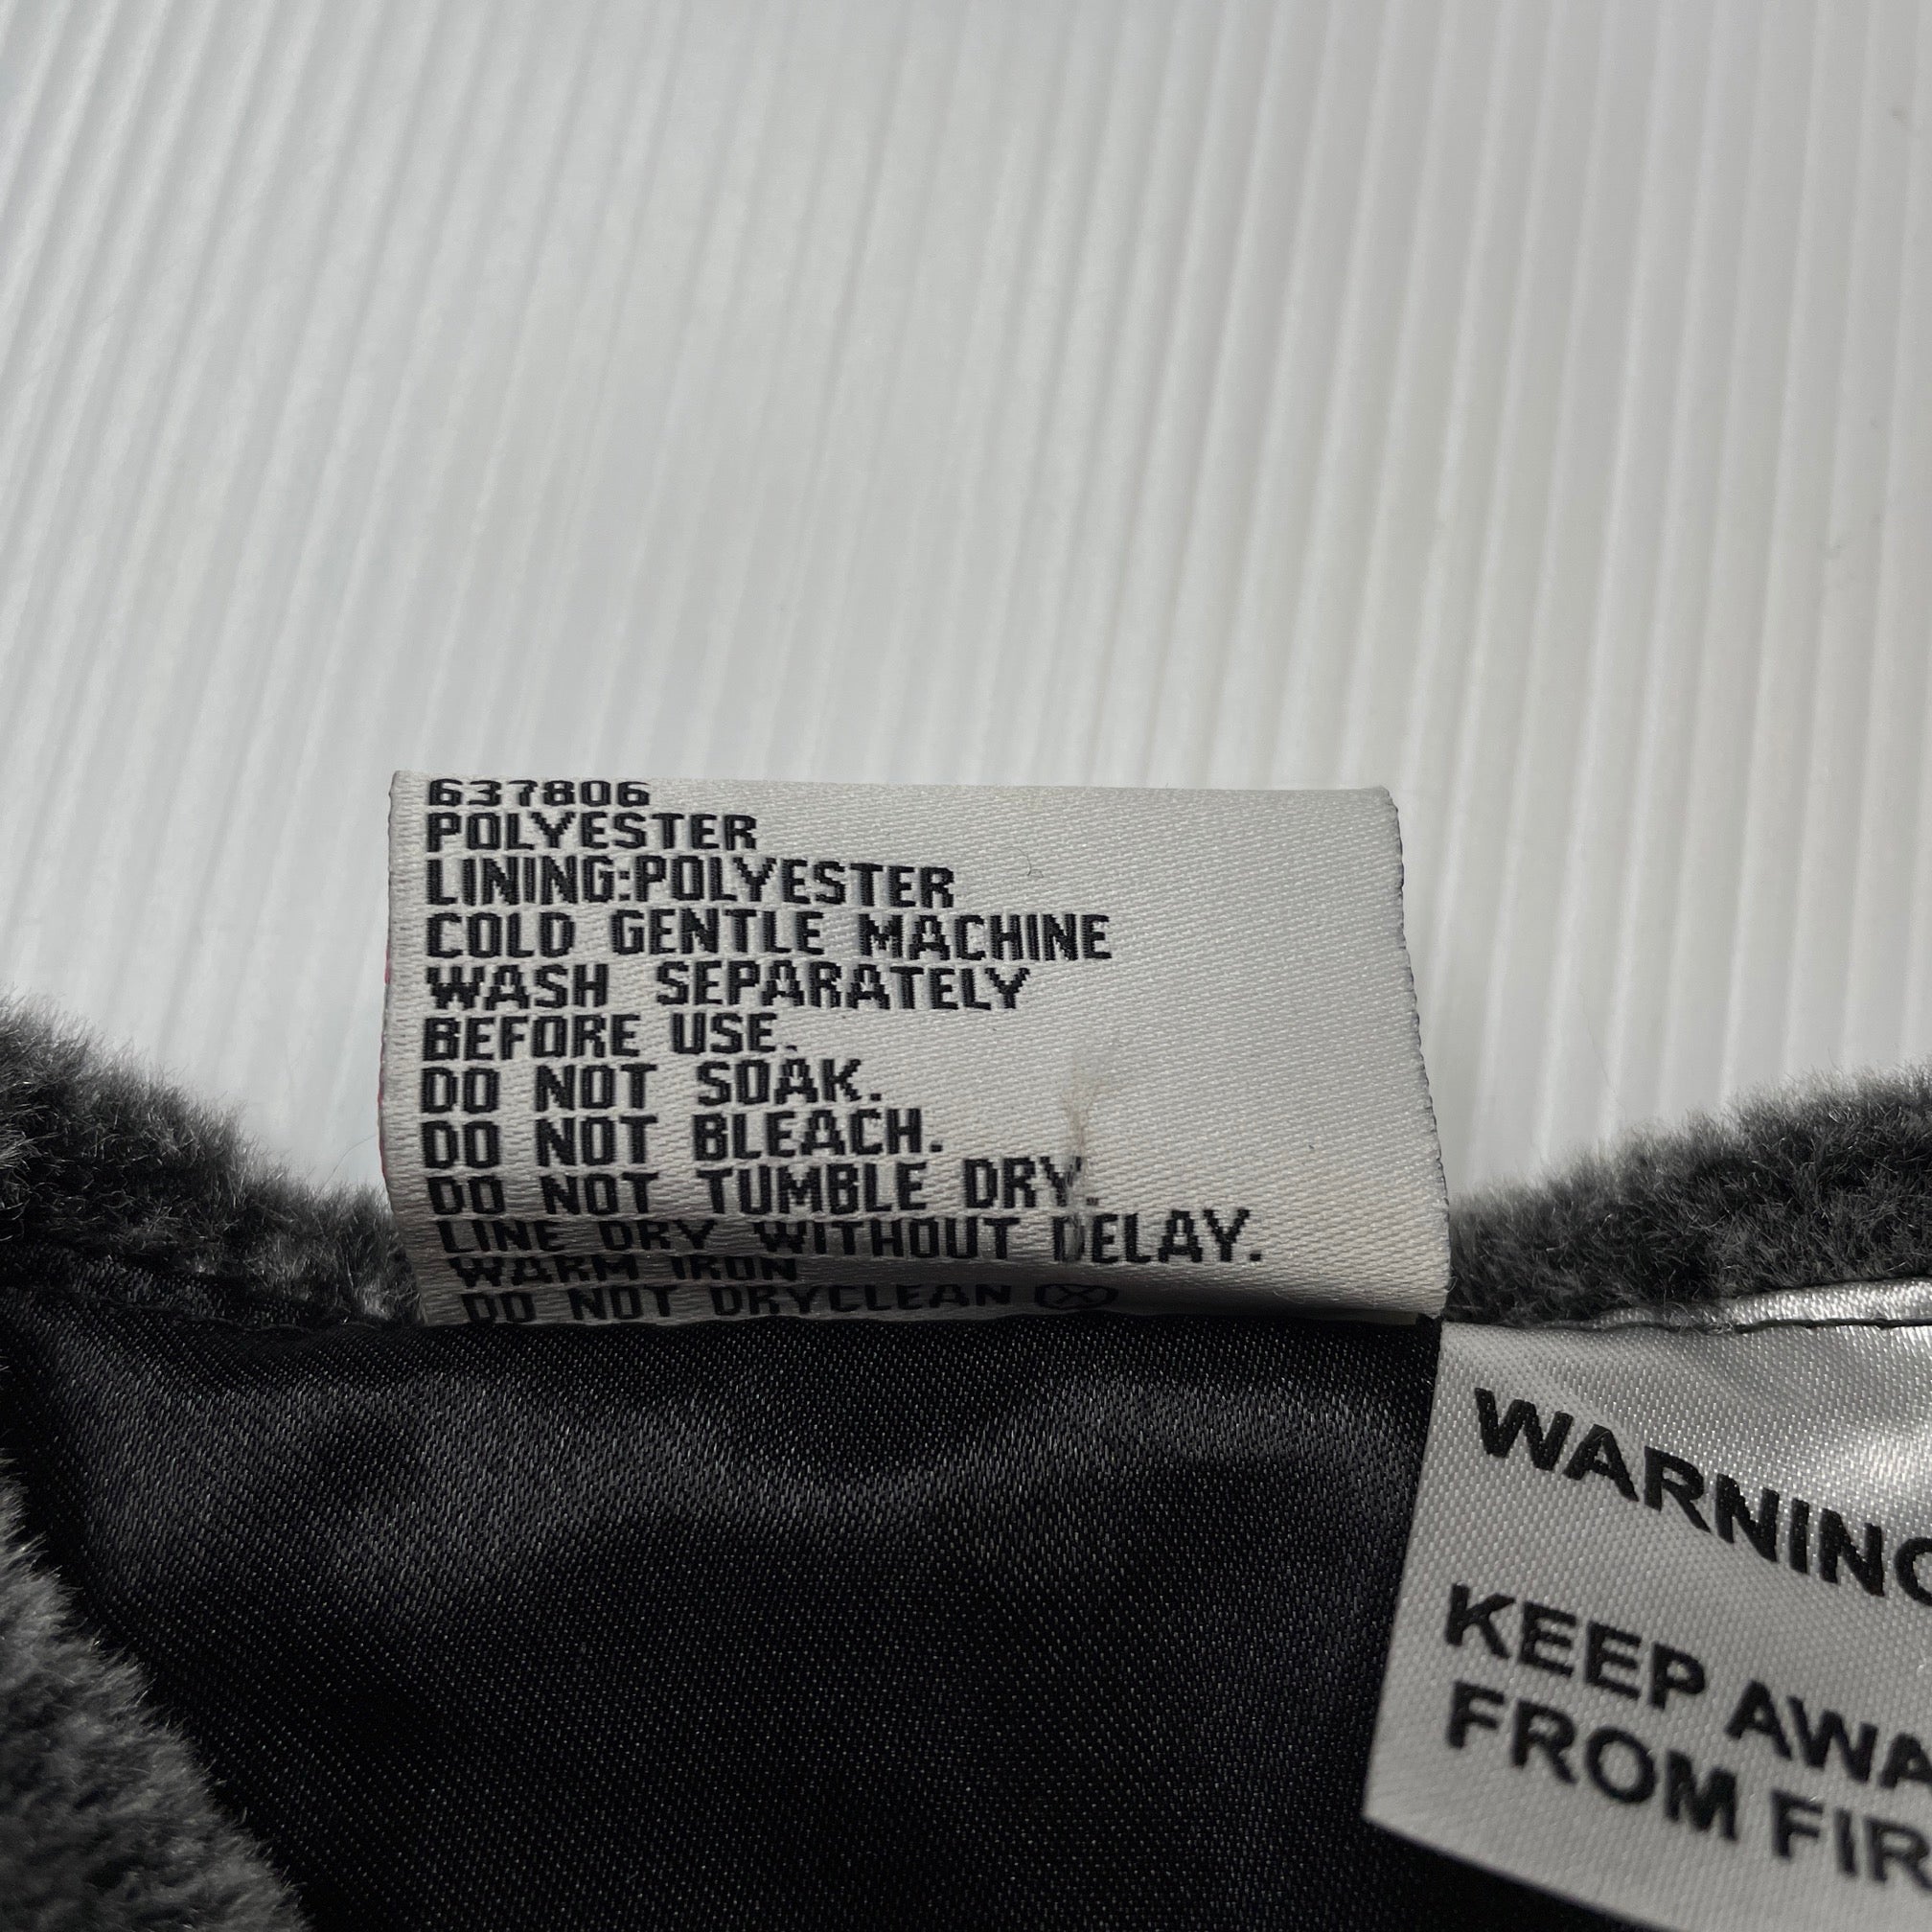 637806
POLYESTER
LINING:POLYESTER
COLD GENTLE MACHINE
WASH SEPARATELY
BEFORE USE.
DO NOT SOAK.
DO NOT BLEACH.
DO NOT TUMBLE DRY.
LINE DRY WITHOUT DELAY.
WARM IRON
DO NOT DRYCLEAN
WARNING
KEEP AWA
FROM FIR